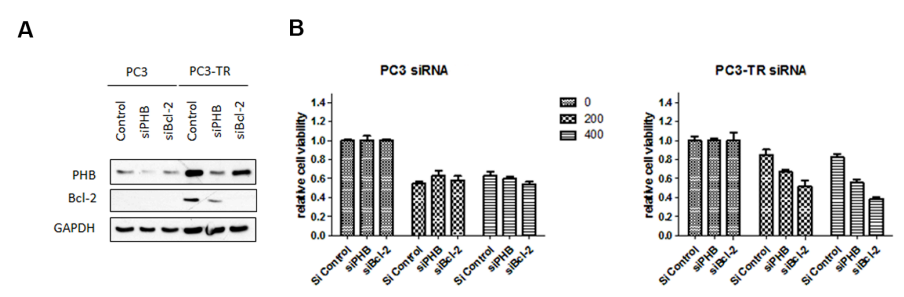 A
B
PC3
PC3-TR
Control
siPHB
siBcl-2
Control
siPHB
siBcl-2
PHB
Bcl-2
GAPDH
PC3 siRNA
relative cell viability
1.4
1.2
1.0
0.8
0.6
0.4
0.2
0.0
Si Control
siPHB
siBcl-2
Si Control
siPHB
siBcl-2
Si Control
siPHB
siBcl-2
0
200
400
PC3-TR siRNA
relative cell viability
1.4
1.2
1.0
0.8
0.6
0.4
0.2
0.0
Si Control
siPHB
siBcl-2
Si Control
siPHB
siBcl-2
Si Control
siPHB
siBcl-2